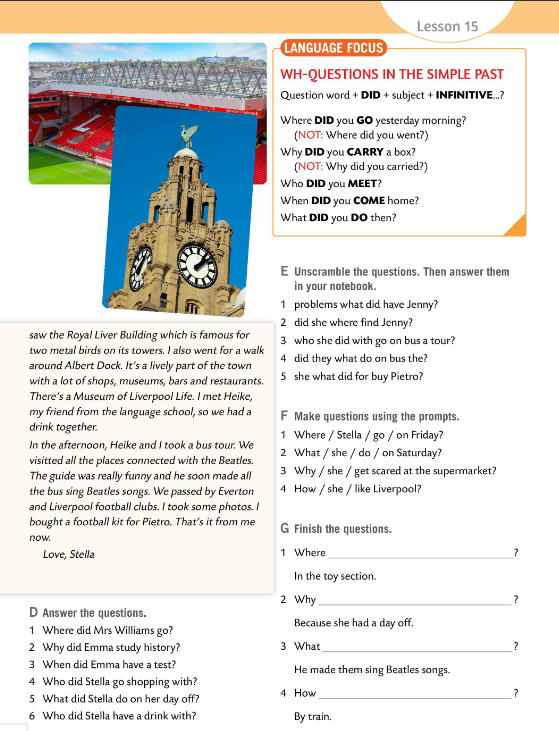 Lesson 15
LANGUAGE FOCUS
WH-QUESTIONS IN THE SIMPLE PAST
Question word + DID + subject + INFINITIVE...?
Where DID you GO yesterday morning?
(NOT: Where did you went?)
Why DID you CARRY a box?
(NOT: Why did you carried?)
Who DID you MEET?
When DID you COME home?
What DID you DO then?
saw the Royal Liver Building which is famous for
two metal birds on its towers. I also went for a walk
around Albert Dock. It's a lively part of the town
with a lot of shops, museums, bars and restaurants.
There's a Museum of Liverpool Life. I met Heike,
my friend from the language school, so we had a
drink together.
In the afternoon, Heike and I took a bus tour. We
visitted all the places connected with the Beatles.
The guide was really funny and he soon made all
the bus sing Beatles songs. We passed by Everton
and Liverpool football clubs. I took some photos. I
bought a football kit for Pietro. That's it from me
now.
Love, Stella
D Answer the questions.
1 Where did Mrs Williams go?
2 Why did Emma study history?
3 When did Emma have a test?
4 Who did Stella go shopping with?
5 What did Stella do on her day off?
6 Who did Stella have a drink with?
E Unscramble the questions. Then answer them
in your notebook.
1 problems what did have Jenny?
2 did she where find Jenny?
3 who she did with go on bus a tour?
4 did they what do on bus the?
5 she what did for buy Pietro?
F Make questions using the prompts.
1 Where / Stella / go / on Friday?
2 What / she / do / on Saturday?
3 Why / she / get scared at the supermarket?
4 How / she / like Liverpool?
G Finish the questions.
1 Where ______________________________ ?
In the toy section.
2 Why ______________________________ ?
Because she had a day off.
3 What ______________________________ ?
He made them sing Beatles songs.
4 How ______________________________ ?
By train.